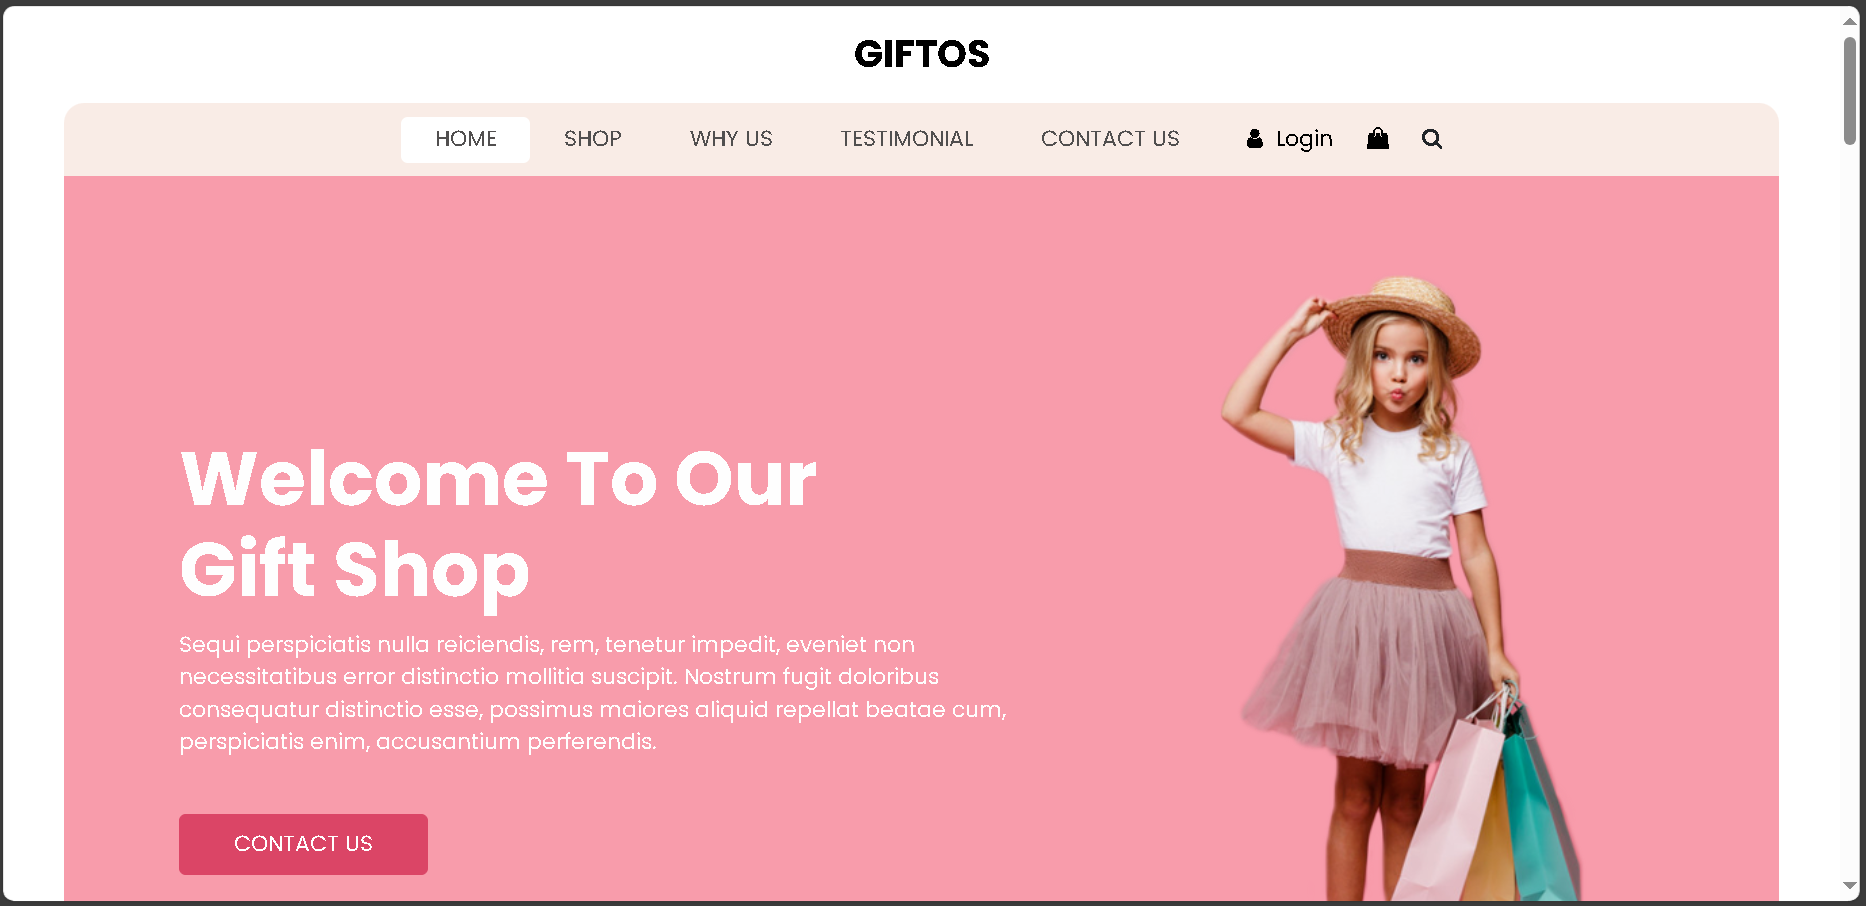 GIFTOS
HOME SHOP WHY US TESTIMONIAL CONTACT US Login
Welcome To Our
Gift Shop
Sequi perspiciatis nulla reiciendis, rem, tenetur impedit, eveniet non
necessitatibus error distinctio mollitia suscipit. Nostrum fugit doloribus
consequatur distinctio esse, possimus maiores aliquid repellat beatae cum,
perspiciatis enim, accusantium perferendis.
CONTACT US